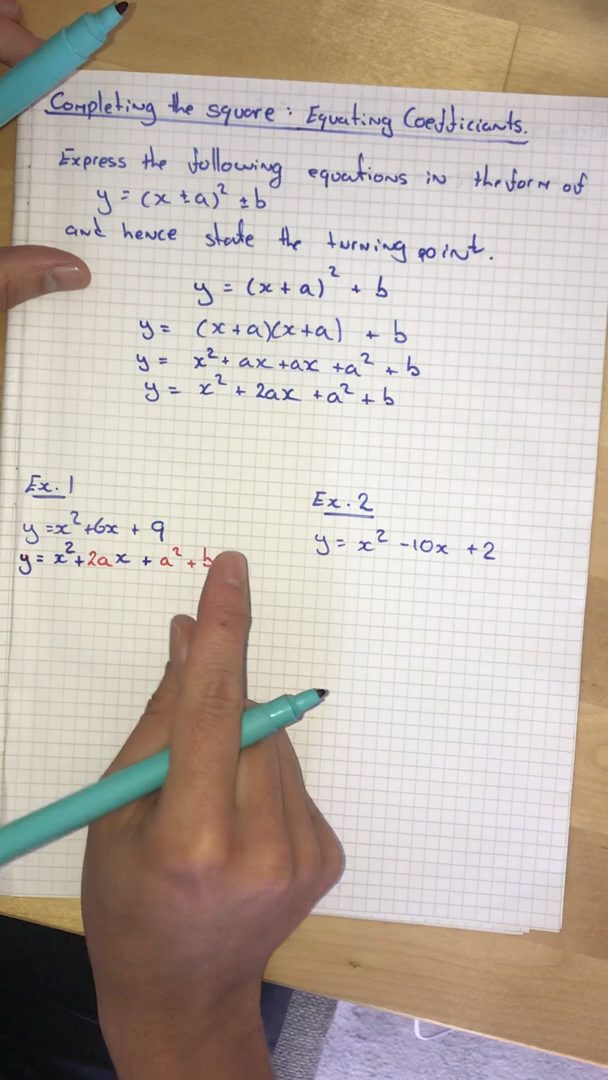 Completing the square : Equating Coefficiants.
Express the following equations in the form of
y = (x ± a)² ± b
and hence state the turning point.
y = (x + a)² + b
y = (x + a)(x + a) + b
y = x² + ax + ax + a² + b
y = x² + 2ax + a² + b
Ex. 1
y = x² + 6x + 9
y = x² + 2ax + a² + b
Ex. 2
y = x² - 10x + 2